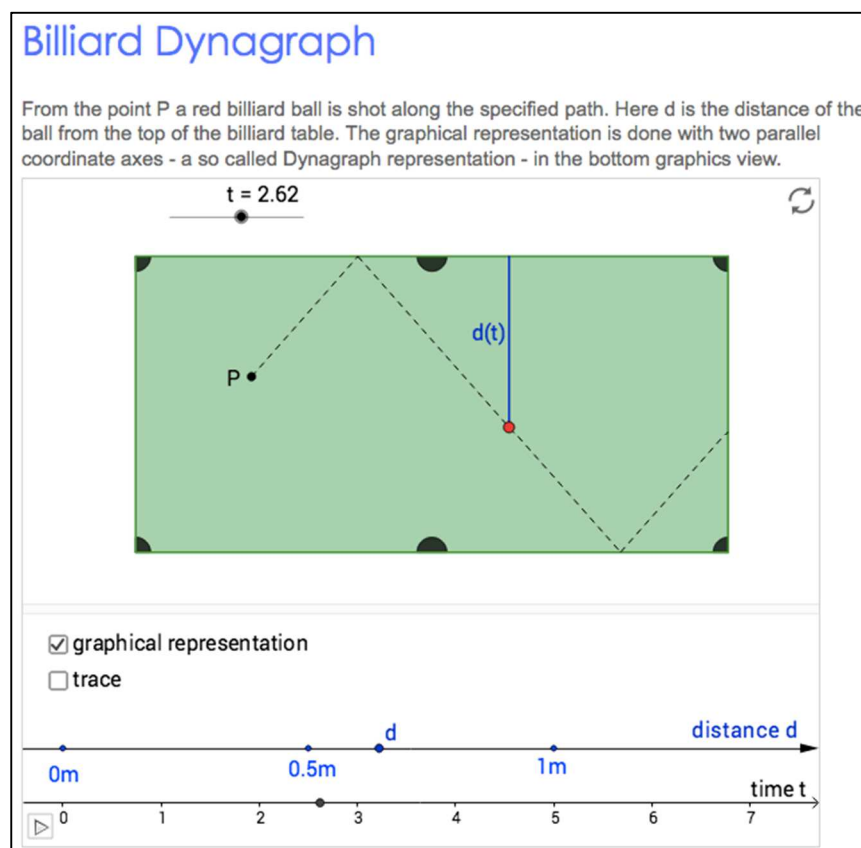 Billiard Dynagraph
From the point P a red billiard ball is shot along the specified path. Here d is the distance of the
ball from the top of the billiard table. The graphical representation is done with two parallel
coordinate axes - a so called Dynagraph representation - in the bottom graphics view.
t = 2.62
d(t)
P
graphical representation
trace
d
distance d
0m
0.5m
1m
time t
0 1 2 3 4 5 6 7